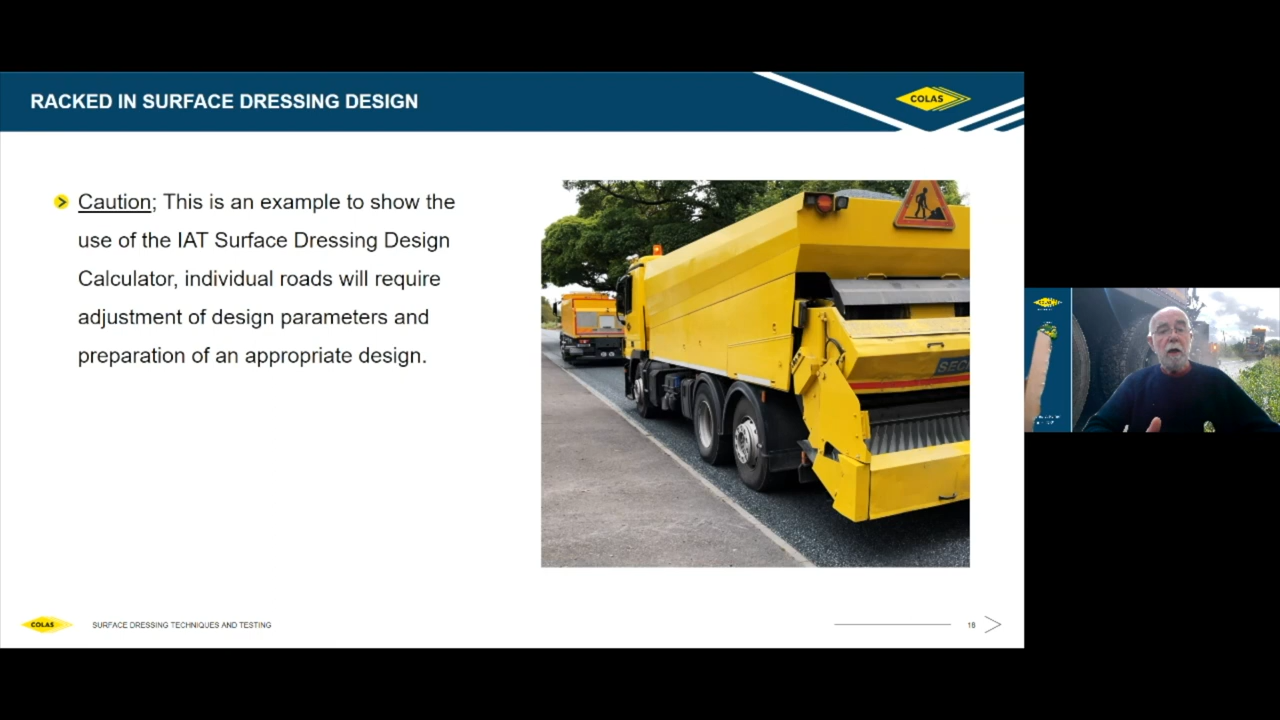 RACKED IN SURFACE DRESSING DESIGN
COLAS
Caution; This is an example to show the
use of the IAT Surface Dressing Design
Calculator, individual roads will require
adjustment of design parameters and
preparation of an appropriate design.
COLAS
SURFACE DRESSING TECHNIQUES AND TESTING